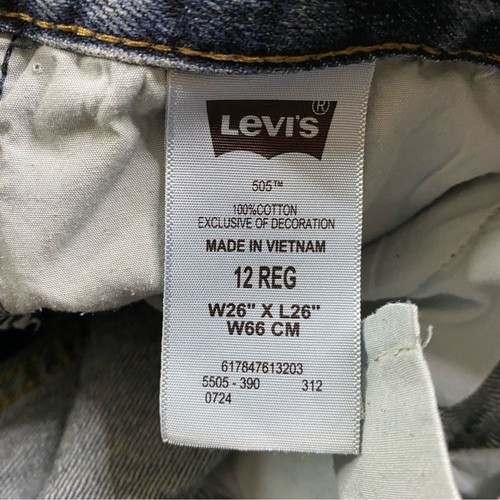 Levi's®
505™
100%COTTON
EXCLUSIVE OF DECORATION
MADE IN VIETNAM
12 REG
W26" X L26"
W66 CM
617847613203
5505 - 390 312
0724